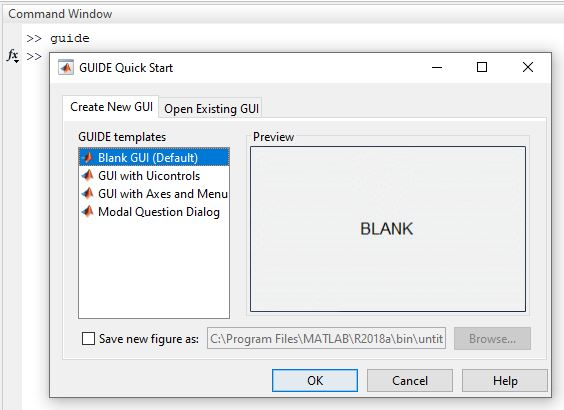 Command Window
>> guide
fx >>
GUIDE Quick Start
Create New GUI Open Existing GUI
GUIDE templates
Blank GUI (Default)
GUI with Uicontrols
GUI with Axes and Menu
Modal Question Dialog
Preview
BLANK
Save new figure as: C:\Program Files\MATLAB\R2018a\bin\untit Browse...
OK Cancel Help